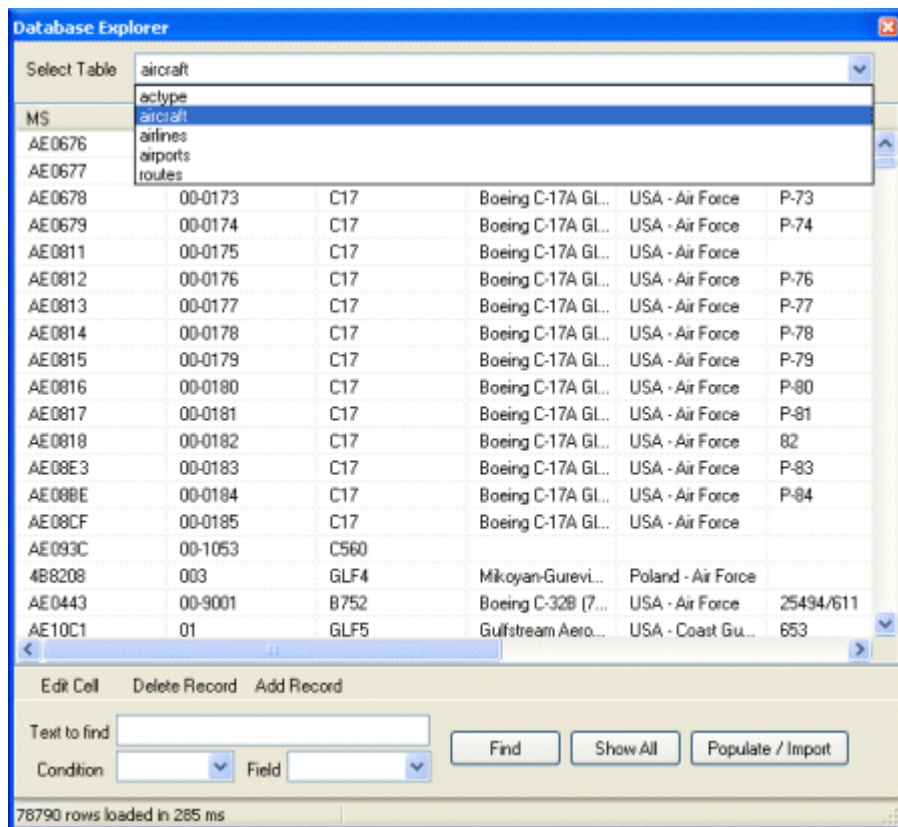 Database Explorer
Select Table aircraft
actype
MS aircraft
airlines
AE0676
airports
AE0677 routes
AE0678 00-0173 C17 Boeing C-17A Gl... USA - Air Force P-73
AE0679 00-0174 C17 Boeing C-17A Gl... USA - Air Force P-74
AE0811 00-0175 C17 Boeing C-17A Gl... USA - Air Force
AE0812 00-0176 C17 Boeing C-17A Gl... USA - Air Force P-76
AE0813 00-0177 C17 Boeing C-17A Gl... USA - Air Force P-77
AE0814 00-0178 C17 Boeing C-17A Gl... USA - Air Force P-78
AE0815 00-0179 C17 Boeing C-17A Gl... USA - Air Force P-79
AE0816 00-0180 C17 Boeing C-17A Gl... USA - Air Force P-80
AE0817 00-0181 C17 Boeing C-17A Gl... USA - Air Force P-81
AE0818 00-0182 C17 Boeing C-17A Gl... USA - Air Force 82
AE08E3 00-0183 C17 Boeing C-17A Gl... USA - Air Force P-83
AE08BE 00-0184 C17 Boeing C-17A Gl... USA - Air Force P-84
AE08CF 00-0185 C17 Boeing C-17A Gl... USA - Air Force
AE093C 00-1053 C560
4B8208 003 GLF4 Mikoyan-Gurevi... Poland - Air Force
AE0443 00-9001 B752 Boeing C-32B (7... USA - Air Force 25494/611
AE10C1 01 GLF5 Gulfstream Aero... USA - Coast Gu... 653
Edit Cell Delete Record Add Record
Text to find
Find Show All Populate / Import
Condition Field
78790 rows loaded in 285 ms